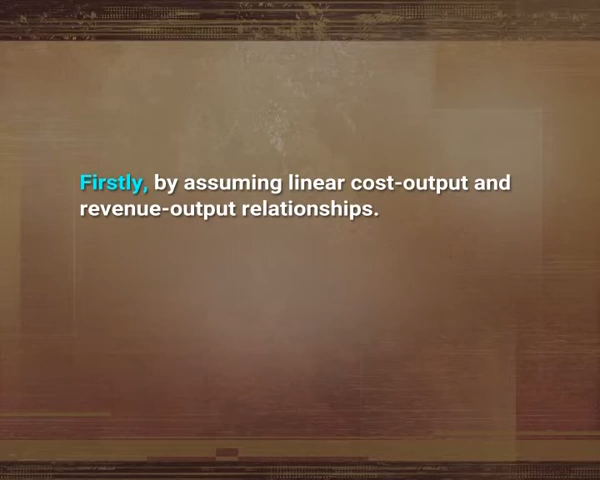 Firstly, by assuming linear cost-output and
revenue-output relationships.